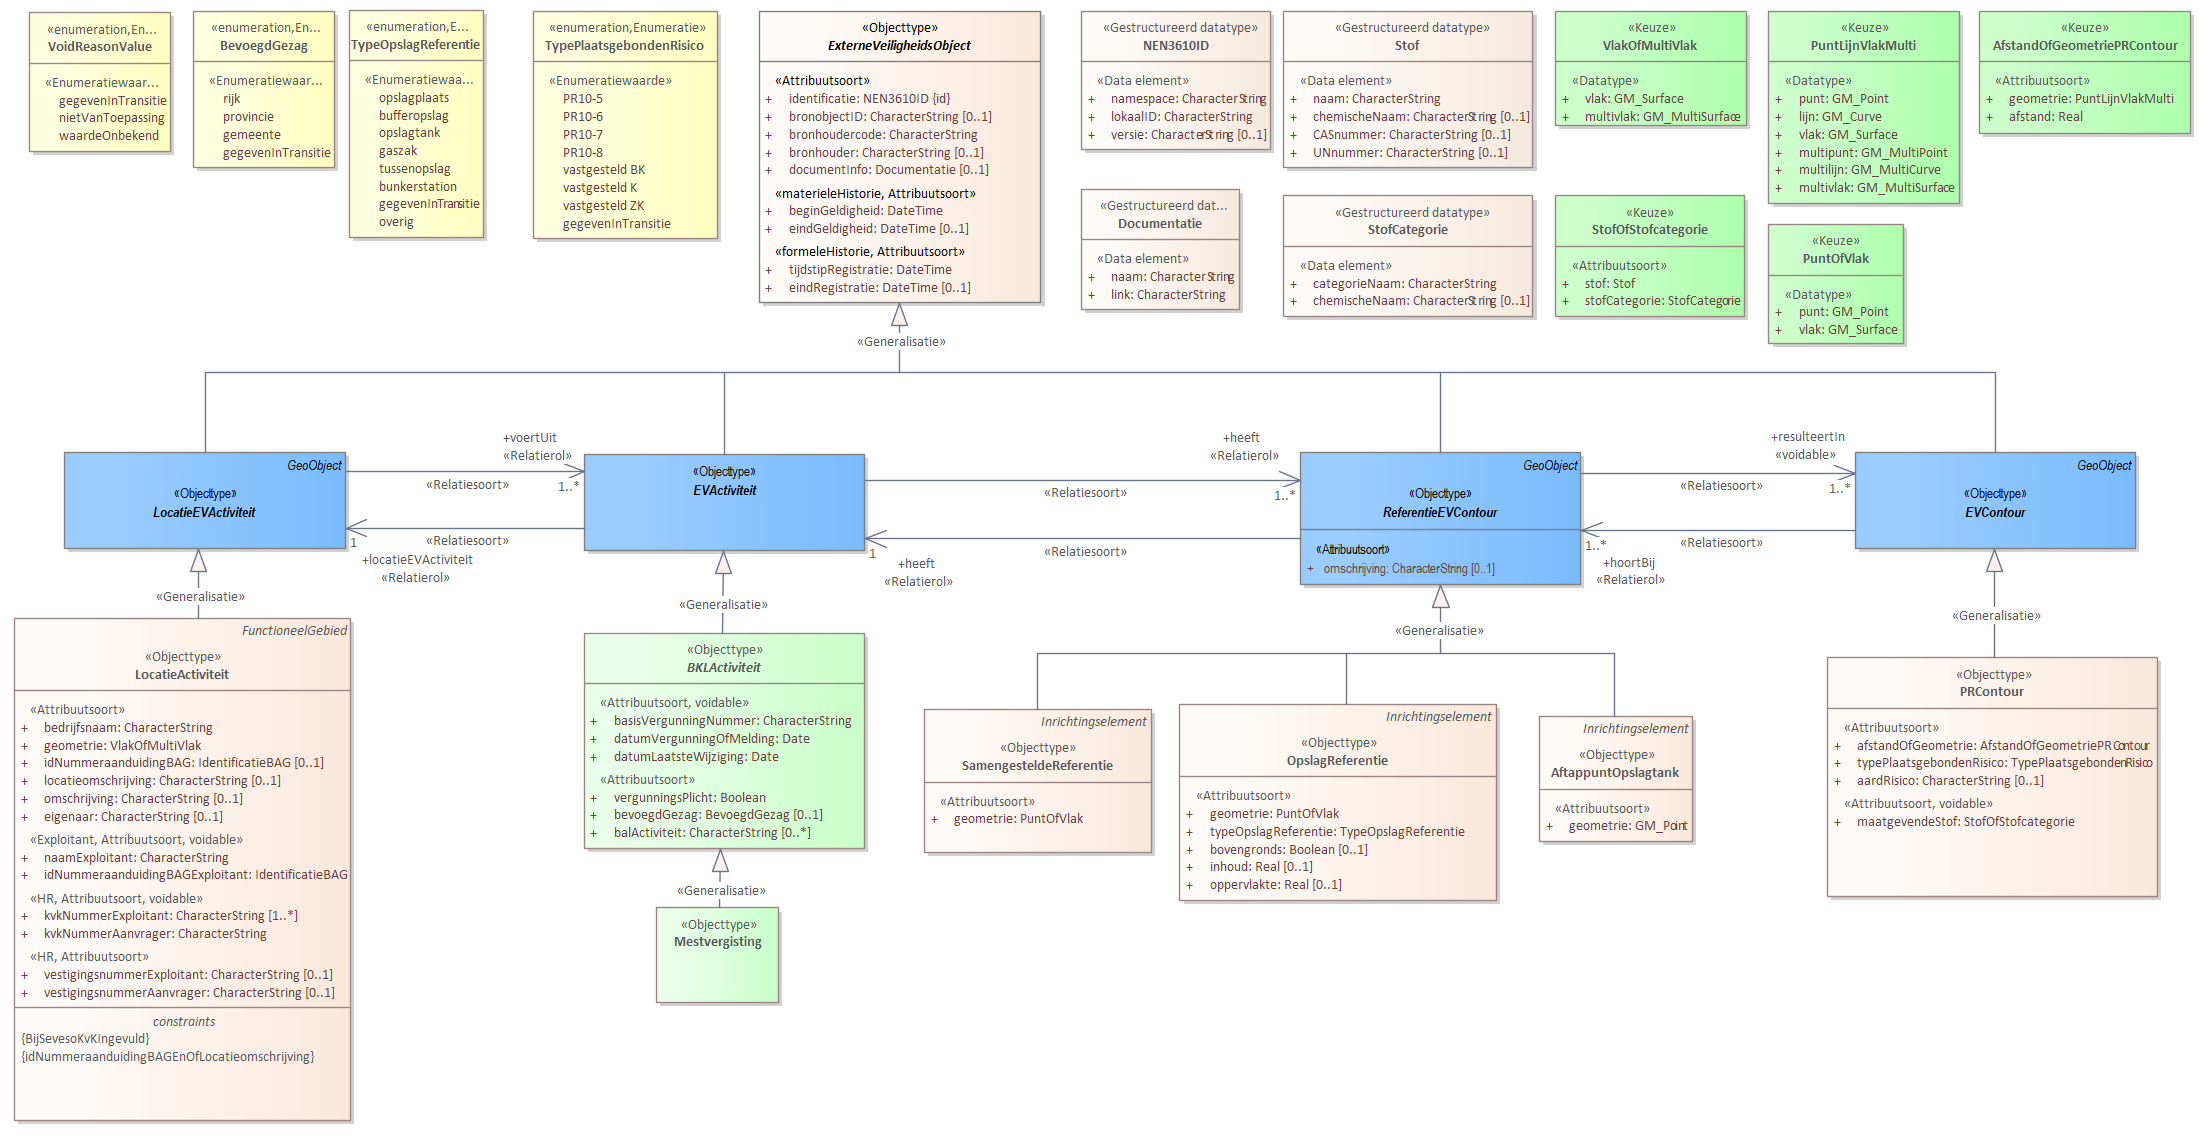 «enumeration,En...
VoidReasonValue
«Enumeratiewaar...
gegevenInTransitie
nietVanToepassing
waardeOnbekend
«enumeration,En...
BevoegdGezag
«Enumeratiewaar...
rijk
provincie
gemeente
gegevenInTransitie
«enumeration,E...
TypeOpslagReferentie
«Enumeratiewaa...
opslagplaats
bufferopslag
opslagtank
gaszak
tussenopslag
bunkerstation
gegevenInTransitie
overig
«enumeration,Enumeratie»
TypePlaatsgebondenRisico
«Enumeratiewaarde»
PR10-5
PR10-6
PR10-7
PR10-8
vastgesteld BK
vastgesteld K
vastgesteld ZK
gegevenInTransitie
«Objecttype»
ExterneVeiligheidsObject
«Attribuutsoort»
+ identificatie: NEN3610ID {id}
+ bronobjectID: CharacterString [0..1]
+ bronhoudercode: CharacterString
+ bronhouder: CharacterString [0..1]
+ documentInfo: Documentatie [0..1]
«materieleHistorie, Attribuutsoort»
+ beginGeldigheid: DateTime
+ eindGeldigheid: DateTime [0..1]
«formeleHistorie, Attribuutsoort»
+ tijdstipRegistratie: DateTime
+ eindRegistratie: DateTime [0..1]
«Gestructureerd datatype»
NEN3610ID
«Data element»
+ namespace: CharacterString
+ lokaalID: CharacterString
+ versie: CharacterString [0..1]
«Gestructureerd dat...
Documentatie
«Data element»
+ naam: CharacterString
+ link: CharacterString
«Gestructureerd datatype»
Stof
«Data element»
+ naam: CharacterString
+ chemischeNaam: CharacterString [0..1]
+ CASnummer: CharacterString [0..1]
+ UNnummer: CharacterString [0..1]
«Gestructureerd datatype»
StofCategorie
«Data element»
+ categorieNaam: CharacterString
+ chemischeNaam: CharacterString [0..1]
«Keuze»
VlakOfMultiVlak
«Datatype»
+ vlak: GM_Surface
+ multivlak: GM_MultiSurface
«Keuze»
StofOfStofcategorie
«Attribuutsoort»
+ stof: Stof
+ stofCategorie: StofCategorie
«Keuze»
PuntLijnVlakMulti
«Datatype»
+ punt: GM_Point
+ lijn: GM_Curve
+ vlak: GM_Surface
+ multipunt: GM_MultiPoint
+ multilijn: GM_MultiCurve
+ multivlak: GM_MultiSurface
«Keuze»
PuntOfVlak
«Datatype»
+ punt: GM_Point
+ vlak: GM_Surface
«Keuze»
AfstandOfGeometriePRContour
«Attribuutsoort»
+ geometrie: PuntLijnVlakMulti
+ afstand: Real
«Generalisatie»
GeoObject
«Objecttype»
LocatieEVActiviteit
+voertUit
«Relatierol»
1..*
«Relatiesoort»
«Relatiesoort»
1
+locatieEVActiviteit
«Relatierol»
«Objecttype»
EVActiviteit
+heeft
«Relatierol»
1..*
«Relatiesoort»
«Relatiesoort»
1
+heeft
«Relatierol»
GeoObject
«Objecttype»
ReferentieEVContour
«Attribuutsoort»
+ omschrijving: CharacterString [0..1]
+resulteertIn
«voidable»
1..*
«Relatiesoort»
«Relatiesoort»
1..*
+hoortBij
«Relatierol»
GeoObject
«Objecttype»
EVContour
«Generalisatie»
«Generalisatie»
«Generalisatie»
«Generalisatie»
FunctioneelGebied
«Objecttype»
LocatieActiviteit
«Attribuutsoort»
+ bedrijfsnaam: CharacterString
+ geometrie: VlakOfMultiVlak
+ idNummeraanduidingBAG: IdentificatieBAG [0..1]
+ locatieomschrijving: CharacterString [0..1]
+ omschrijving: CharacterString [0..1]
+ eigenaar: CharacterString [0..1]
«Exploitant, Attribuutsoort, voidable»
+ naamExploitant: CharacterString
+ idNummeraanduidingBAGExploitant: IdentificatieBAG
«HR, Attribuutsoort, voidable»
+ kvkNummerExploitant: CharacterString [1..*]
+ kvkNummerAanvrager: CharacterString
«HR, Attribuutsoort»
+ vestigingsnummerExploitant: CharacterString [0..1]
+ vestigingsnummerAanvrager: CharacterString [0..1]
constraints
{BijSevesoKvKIngevuld}
{idNummeraanduidingBAGEnOfLocatieomschrijving}
«Objecttype»
BKLActiviteit
«Attribuutsoort, voidable»
+ basisVergunningNummer: CharacterString
+ datumVergunningOfMelding: Date
+ datumLaatsteWijziging: Date
«Attribuutsoort»
+ vergunningsPlicht: Boolean
+ bevoegdGezag: BevoegdGezag [0..1]
+ balActiviteit: CharacterString [0..*]
«Generalisatie»
«Objecttype»
Mestvergisting
Inrichtingselement
«Objecttype»
SamengesteldeReferentie
«Attribuutsoort»
+ geometrie: PuntOfVlak
Inrichtingselement
«Objecttype»
OpslagReferentie
«Attribuutsoort»
+ geometrie: PuntOfVlak
+ typeOpslagReferentie: TypeOpslagReferentie
+ bovengronds: Boolean [0..1]
+ inhoud: Real [0..1]
+ oppervlakte: Real [0..1]
Inrichtingselement
«Objecttype»
AftappuntOpslagtank
«Attribuutsoort»
+ geometrie: GM_Point
«Objecttype»
PRContour
«Attribuutsoort»
+ afstandOfGeometrie: AfstandOfGeometriePRContour
+ typePlaatsgebondenRisico: TypePlaatsgebondenRisico
+ aardRisico: CharacterString [0..1]
«Attribuutsoort, voidable»
+ maatgevendeStof: StofOfStofcategorie